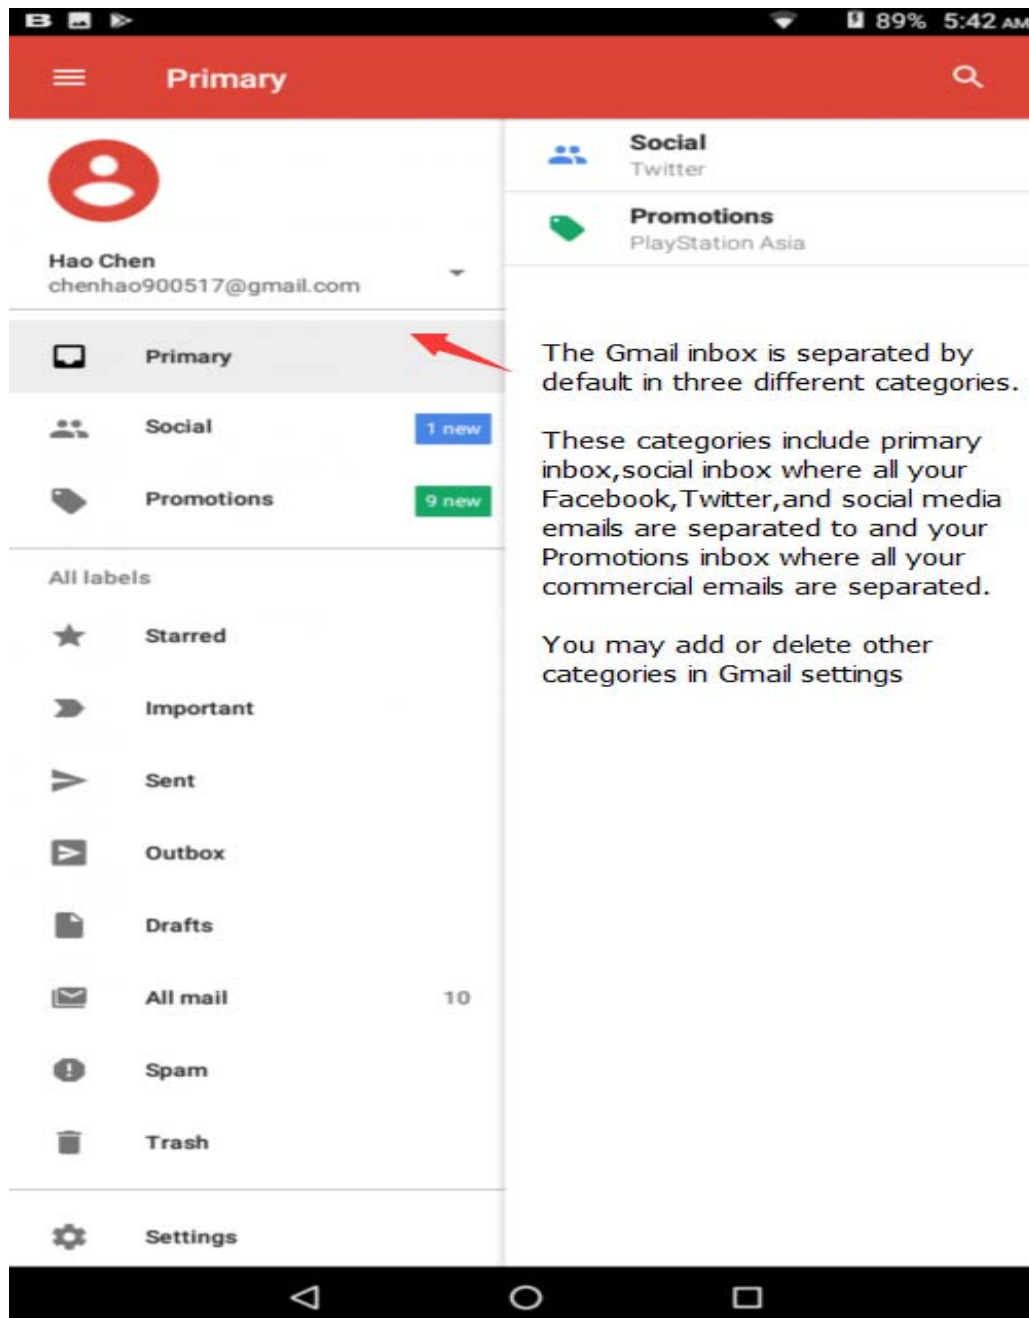 B 89% 5:42 AM
Primary
Hao Chen
chenhao900517@gmail.com
Primary
Social 1 new
Promotions 9 new
All labels
Starred
Important
Sent
Outbox
Drafts
All mail 10
Spam
Trash
Settings
Social
Twitter
Promotions
PlayStation Asia
The Gmail inbox is separated by
default in three different categories.
These categories include primary
inbox,social inbox where all your
Facebook,Twitter,and social media
emails are separated to and your
Promotions inbox where all your
commercial emails are separated.
You may add or delete other
categories in Gmail settings